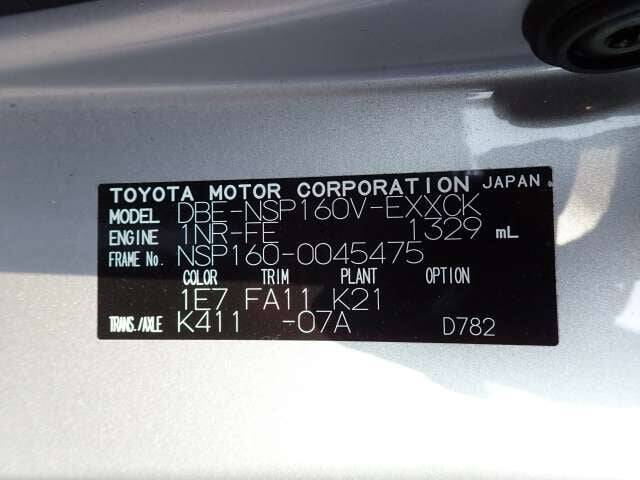 TOYOTA MOTOR CORPORATION JAPAN
MODEL DBE-NSP160V-EXXCK
ENGINE 1NR-FE 1329 mL
FRAME No. NSP160-0045475
COLOR TRIM PLANT OPTION
1E7 FA11 K21
TRANS./AXLE K411 -07A D782